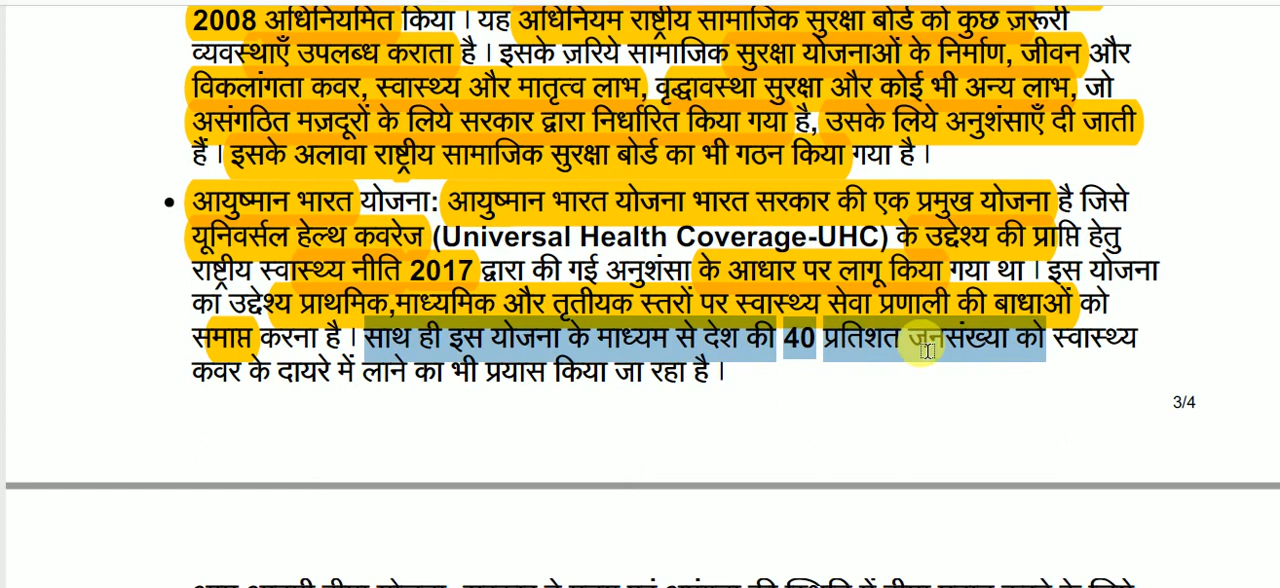 2008 अधिनियमित किया। यह अधिनियम राष्ट्रीय सामाजिक सुरक्षा बोर्ड को कुछ ज़रूरी
व्यवस्थाएँ उपलब्ध कराता है। इसके ज़रिये सामाजिक सुरक्षा योजनाओं के निर्माण, जीवन और
विकलांगता कवर, स्वास्थ्य और मातृत्व लाभ, वृद्धावस्था सुरक्षा और कोई भी अन्य लाभ, जो
असंगठित मज़दूरों के लिये सरकार द्वारा निर्धारित किया गया है, उसके लिये अनुशंसाएँ दी जाती
हैं। इसके अलावा राष्ट्रीय सामाजिक सुरक्षा बोर्ड का भी गठन किया गया है।
• आयुष्मान भारत योजना: आयुष्मान भारत योजना भारत सरकार की एक प्रमुख योजना है जिसे
यूनिवर्सल हेल्थ कवरेज (Universal Health Coverage-UHC) के उद्देश्य की प्राप्ति हेतु
राष्ट्रीय स्वास्थ्य नीति 2017 द्वारा की गई अनुशंसा के आधार पर लागू किया गया था। इस योजना
का उद्देश्य प्राथमिक,माध्यमिक और तृतीयक स्तरों पर स्वास्थ्य सेवा प्रणाली की बाधाओं को
समाप्त करना है। साथ ही इस योजना के माध्यम से देश की 40 प्रतिशत जनसंख्या को स्वास्थ्य
कवर के दायरे में लाने का भी प्रयास किया जा रहा है।
3/4